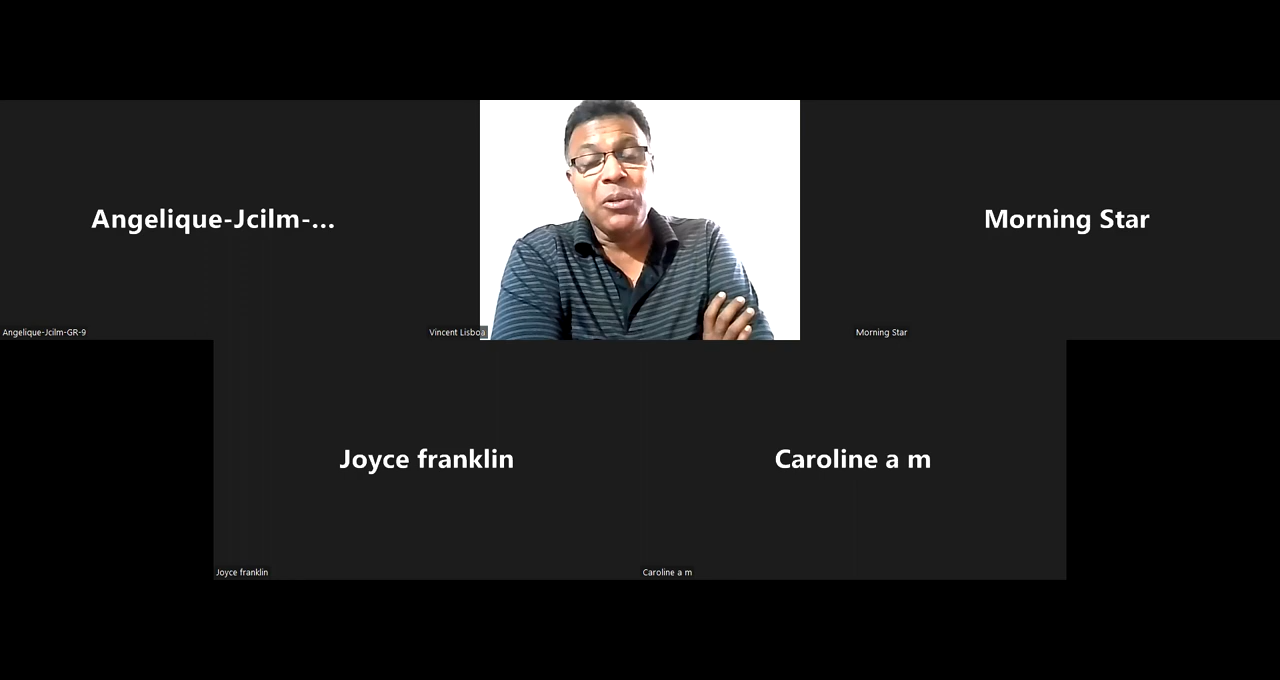 Angelique-Jcilm-...
Morning Star
Angelique-Jcilm-GR-9
Vincent Lisboa
Morning Star
Joyce franklin
Caroline a m
Joyce franklin
Caroline a m